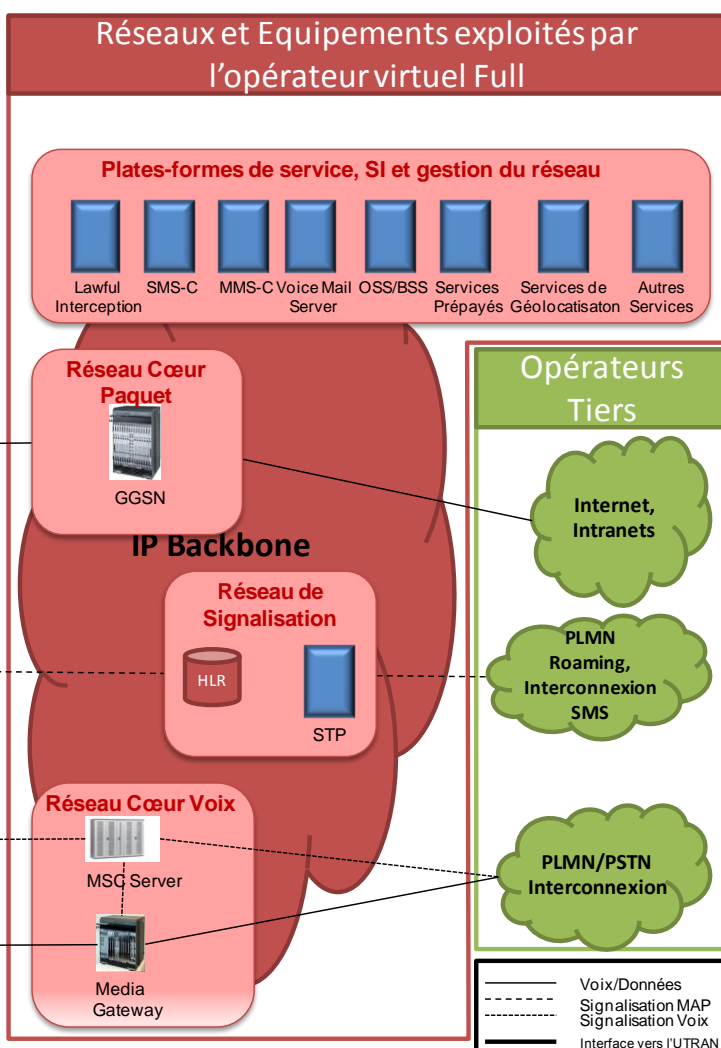 Réseaux et Equipements exploités par
l'opérateur virtuel Full
Plates-formes de service, SI et gestion du réseau
Lawful
Interception
SMS-C
MMS-C
Voice Mail
Server
OSS/BSS
Services
Prépayés
Services de
Géolocatisaton
Autres
Services
Réseau Cœur
Paquet
GGSN
IP Backbone
Réseau de
Signalisation
HLR
STP
Réseau Cœur Voix
MSC Server
Media
Gateway
Opérateurs
Tiers
Internet,
Intranets
PLMN
Roaming,
Interconnexion
SMS
PLMN/PSTN
Interconnexion
Voix/Données
Signalisation MAP
Signalisation Voix
Interface vers l'UTRAN